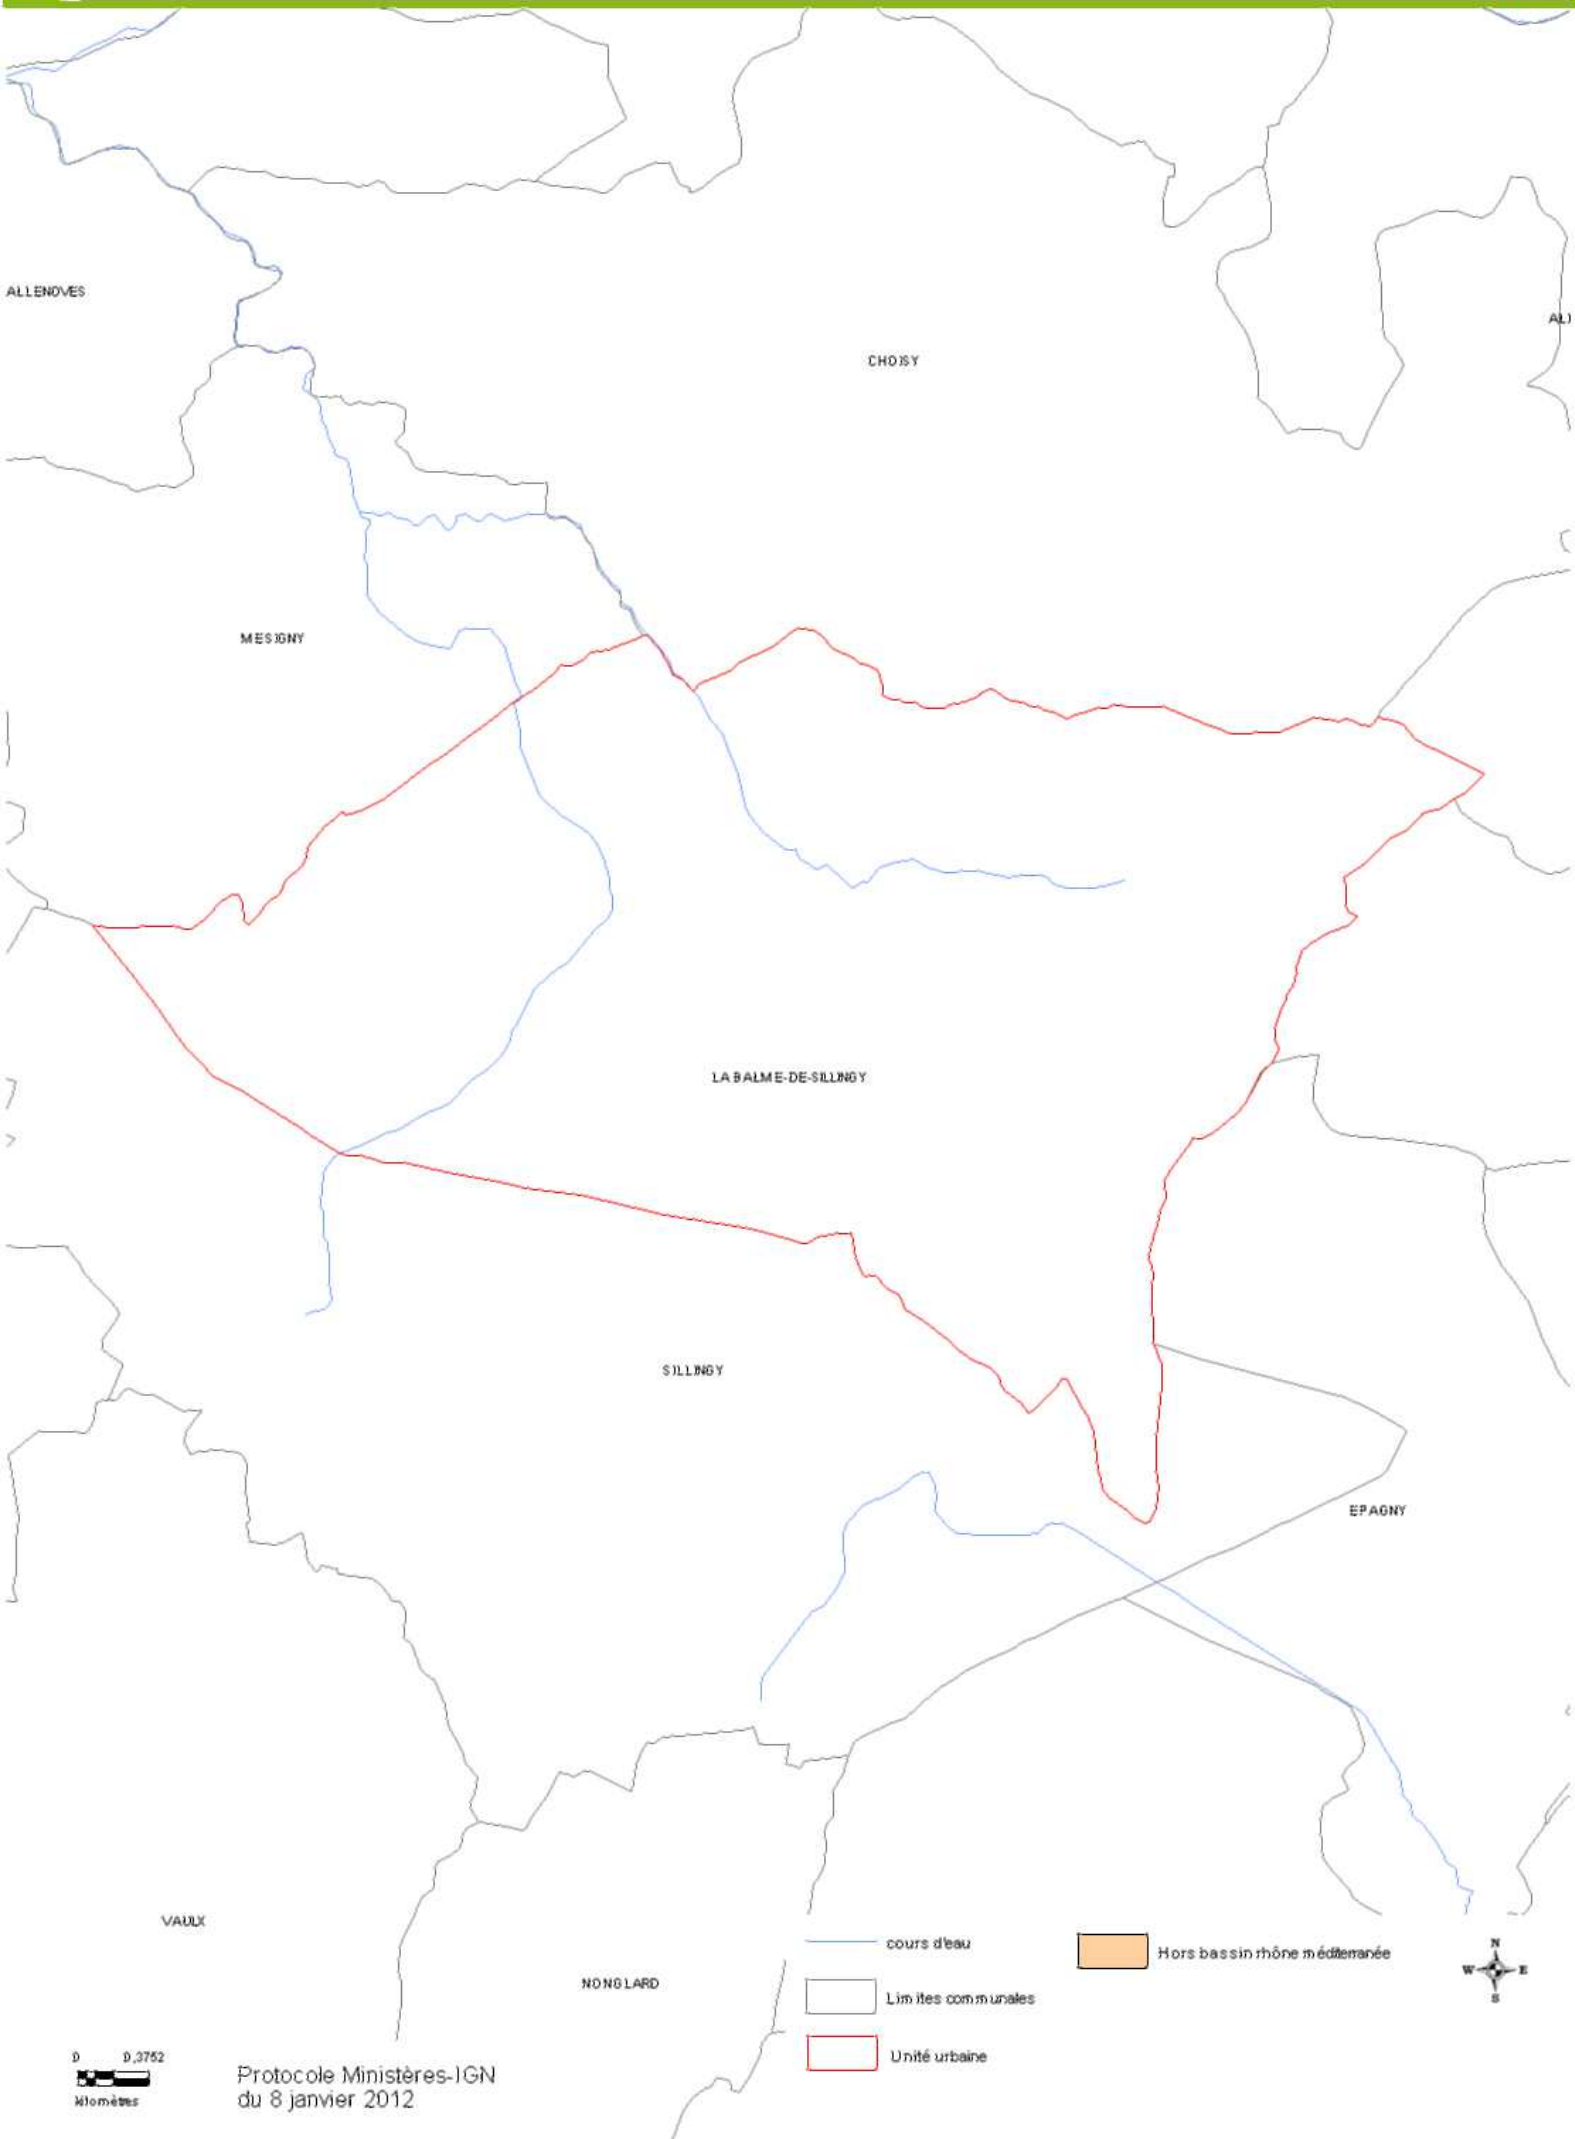 ALLENOVES
CHOISY
MESIGNY
LA BALME-DE-SILLINGY
SILLINGY
EPAGNY
VAULX
NONGLARD
cours d'eau
Limites communales
Unité urbaine
Hors bassin rhône méditerranée
N
W E
S
0 0,3752
kilomètres
Protocole Ministères-IGN
du 8 janvier 2012